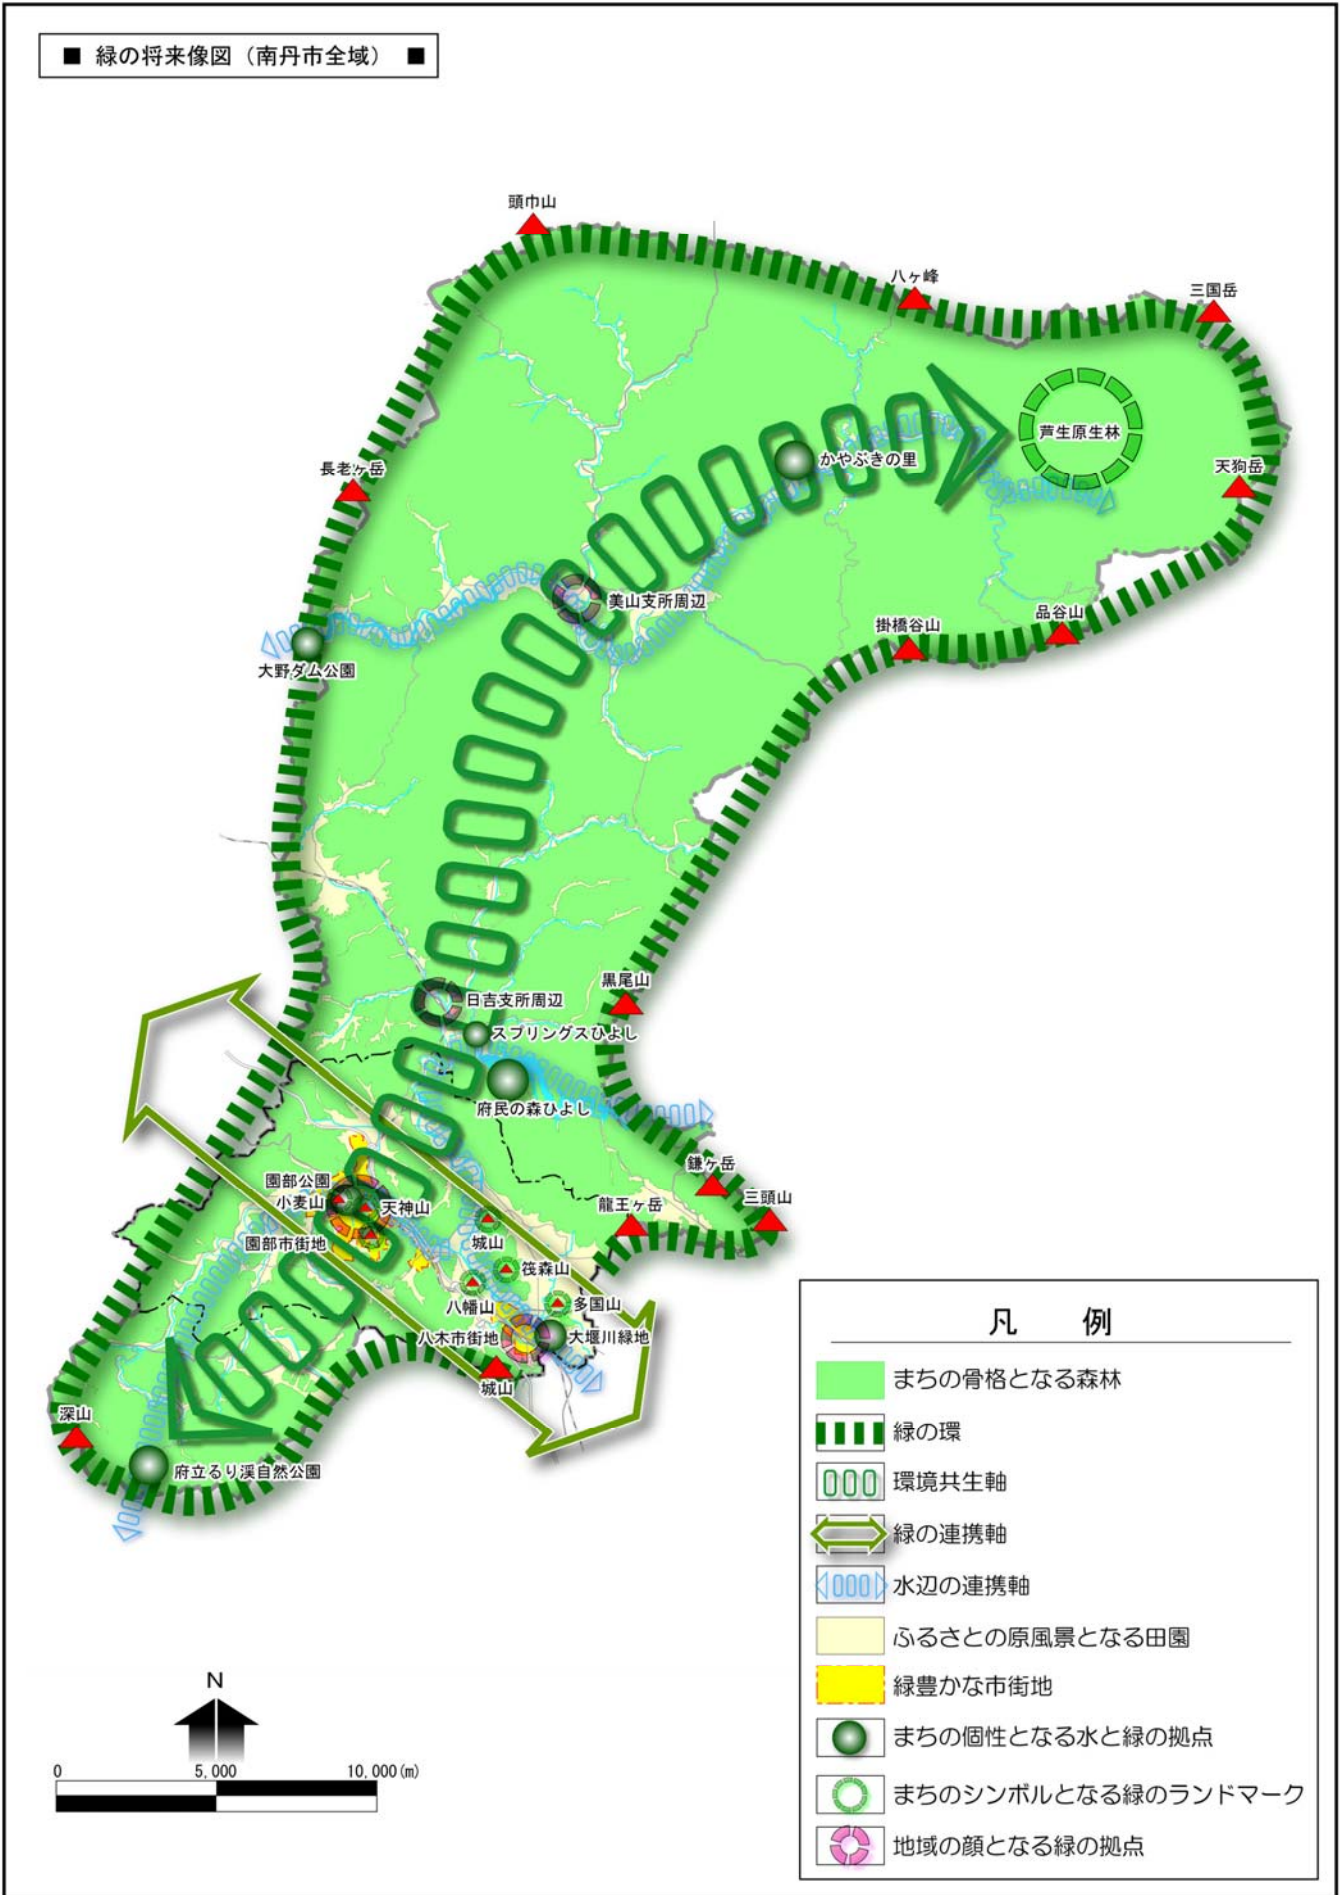 ■ 緑の将来像図（南丹市全域） ■
頭巾山
八ヶ峰
三国岳
芦生原生林
かやぶきの里
長老ヶ岳
天狗岳
美山支所周辺
品谷山
掛橋谷山
大野ダム公園
黒尾山
日吉支所周辺
スプリングスひよし
府民の森ひよし
鎌ヶ岳
園部公園
小麦山
天神山
龍王ヶ岳
三頭山
園部市街地
城山
筏森山
八幡山
多国山
八木市街地
大堰川緑地
城山
深山
府立るり渓自然公園
凡 例
まちの骨格となる森林
緑の環
環境共生軸
緑の連携軸
水辺の連携軸
ふるさとの原風景となる田園
緑豊かな市街地
まちの個性となる水と緑の拠点
まちのシンボルとなる緑のランドマーク
地域の顔となる緑の拠点
N
0 5,000 10,000(m)